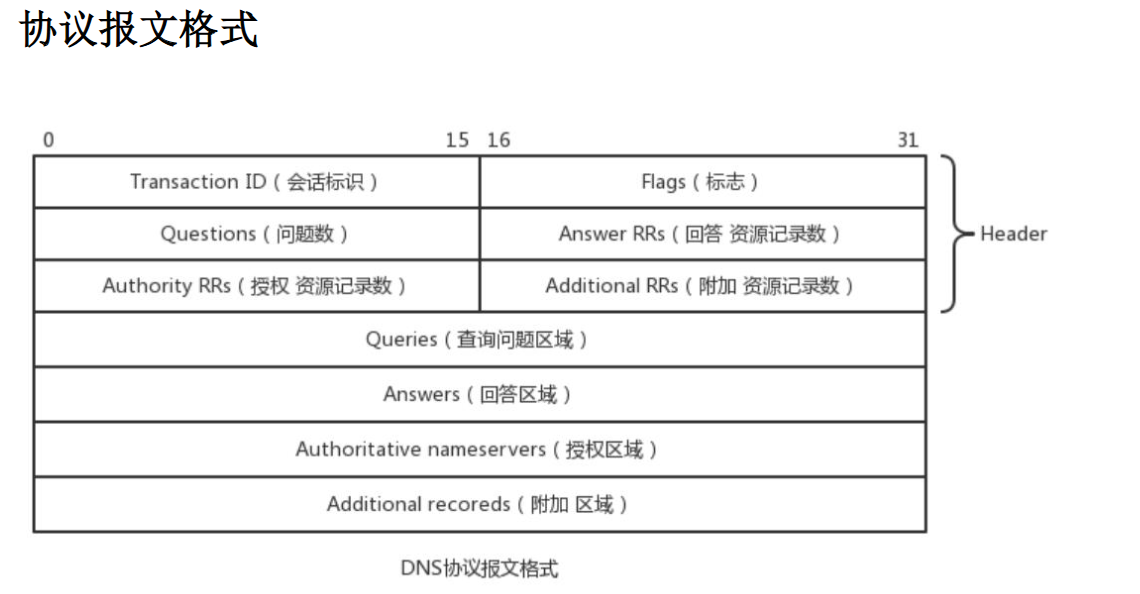 协议报文格式
0 15 16 31
Transaction ID（会话标识） Flags（标志）
Questions（问题数） Answer RRs（回答 资源记录数） Header
Authority RRs（授权 资源记录数） Additional RRs（附加 资源记录数）
Queries（查询问题区域）
Answers（回答区域）
Authoritative nameservers（授权区域）
Additional recoreds（附加 区域）
DNS协议报文格式